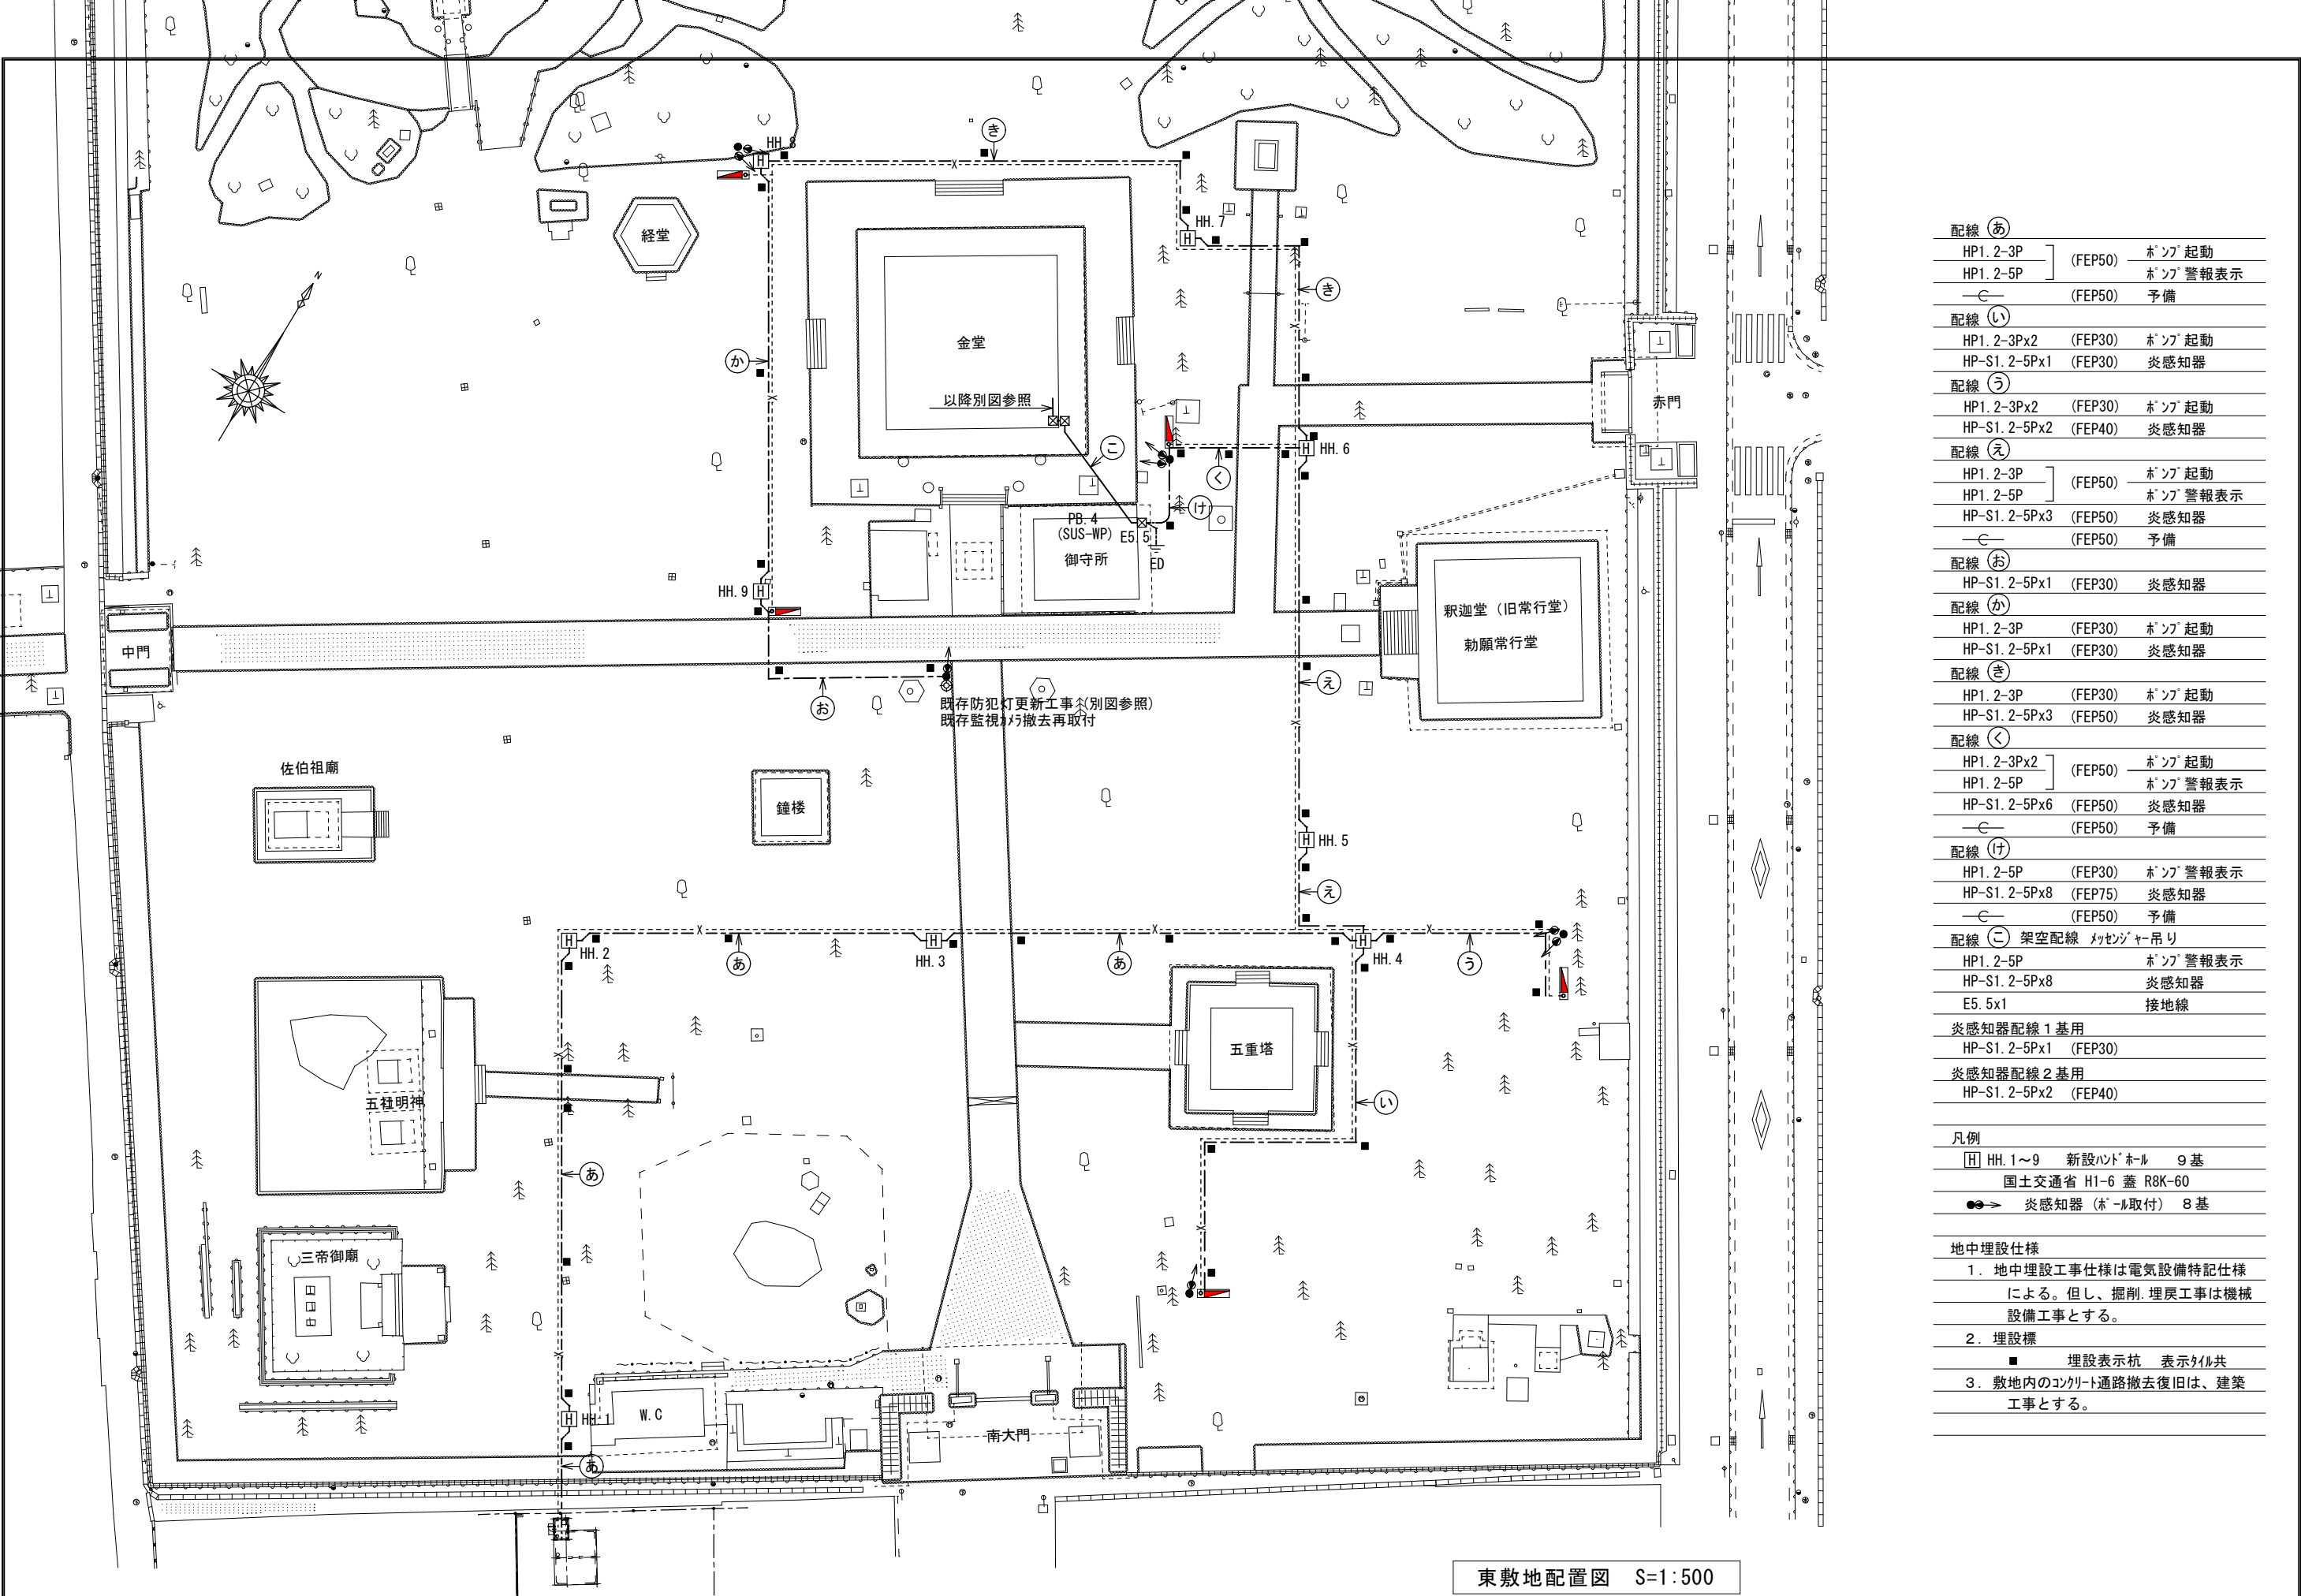 HH. 8
き
HH. 7
経堂
N
き
金堂
か
以降別図参照
赤門
こ
HH. 6
く
け
PB. 4
(SUS-WP)
E5. 5
御守所
ED
HH. 9
釈迦堂（旧常行堂）
勅願常行堂
中門
え
お
既存防犯灯更新工事(別図参照)
既存監視ｶﾒﾗ撤去再取付
佐伯祖廟
鐘楼
HH. 5
え
HH. 2
あ
HH. 3
あ
HH. 4
う
五重塔
五社明神
い
あ
三帝御廟
HH. 1
W. C
南大門
あ
東敷地配置図　S=1:500
配線 あ
HP1. 2-3P (FEP50) ﾎﾟﾝﾌﾟ起動
HP1. 2-5P ﾎﾟﾝﾌﾟ警報表示
(FEP50) 予備
配線 い
HP1. 2-3Px2 (FEP30) ﾎﾟﾝﾌﾟ起動
HP-S1. 2-5Px1 (FEP30) 炎感知器
配線 う
HP1. 2-3Px2 (FEP30) ﾎﾟﾝﾌﾟ起動
HP-S1. 2-5Px2 (FEP40) 炎感知器
配線 え
HP1. 2-3P (FEP50) ﾎﾟﾝﾌﾟ起動
HP1. 2-5P ﾎﾟﾝﾌﾟ警報表示
HP-S1. 2-5Px3 (FEP50) 炎感知器
(FEP50) 予備
配線 お
HP-S1. 2-5Px1 (FEP30) 炎感知器
配線 か
HP1. 2-3P (FEP30) ﾎﾟﾝﾌﾟ起動
HP-S1. 2-5Px1 (FEP30) 炎感知器
配線 き
HP1. 2-3P (FEP30) ﾎﾟﾝﾌﾟ起動
HP-S1. 2-5Px3 (FEP50) 炎感知器
配線 く
HP1. 2-3Px2 (FEP50) ﾎﾟﾝﾌﾟ起動
HP1. 2-5P ﾎﾟﾝﾌﾟ警報表示
HP-S1. 2-5Px6 (FEP50) 炎感知器
(FEP50) 予備
配線 け
HP1. 2-5P (FEP30) ﾎﾟﾝﾌﾟ警報表示
HP-S1. 2-5Px8 (FEP75) 炎感知器
(FEP50) 予備
配線 こ 架空配線 ﾒｯｾﾝｼﾞｬｰ吊り
HP1. 2-5P ﾎﾟﾝﾌﾟ警報表示
HP-S1. 2-5Px8 炎感知器
E5. 5x1 接地線
炎感知器配線１基用
HP-S1. 2-5Px1 (FEP30)
炎感知器配線２基用
HP-S1. 2-5Px2 (FEP40)
凡例
H HH. 1～9 新設ﾊﾝﾄﾞﾎｰﾙ ９基
国土交通省 H1-6 蓋 R8K-60
炎感知器（ﾎﾟｰﾙ取付） ８基
地中埋設仕様
１．地中埋設工事仕様は電気設備特記仕様
による。但し、掘削.埋戻工事は機械
設備工事とする。
２．埋設標
■ 埋設表示杭 表示ﾀｲﾙ共
３．敷地内のｺﾝｸﾘｰﾄ通路撤去復旧は、建築
工事とする。